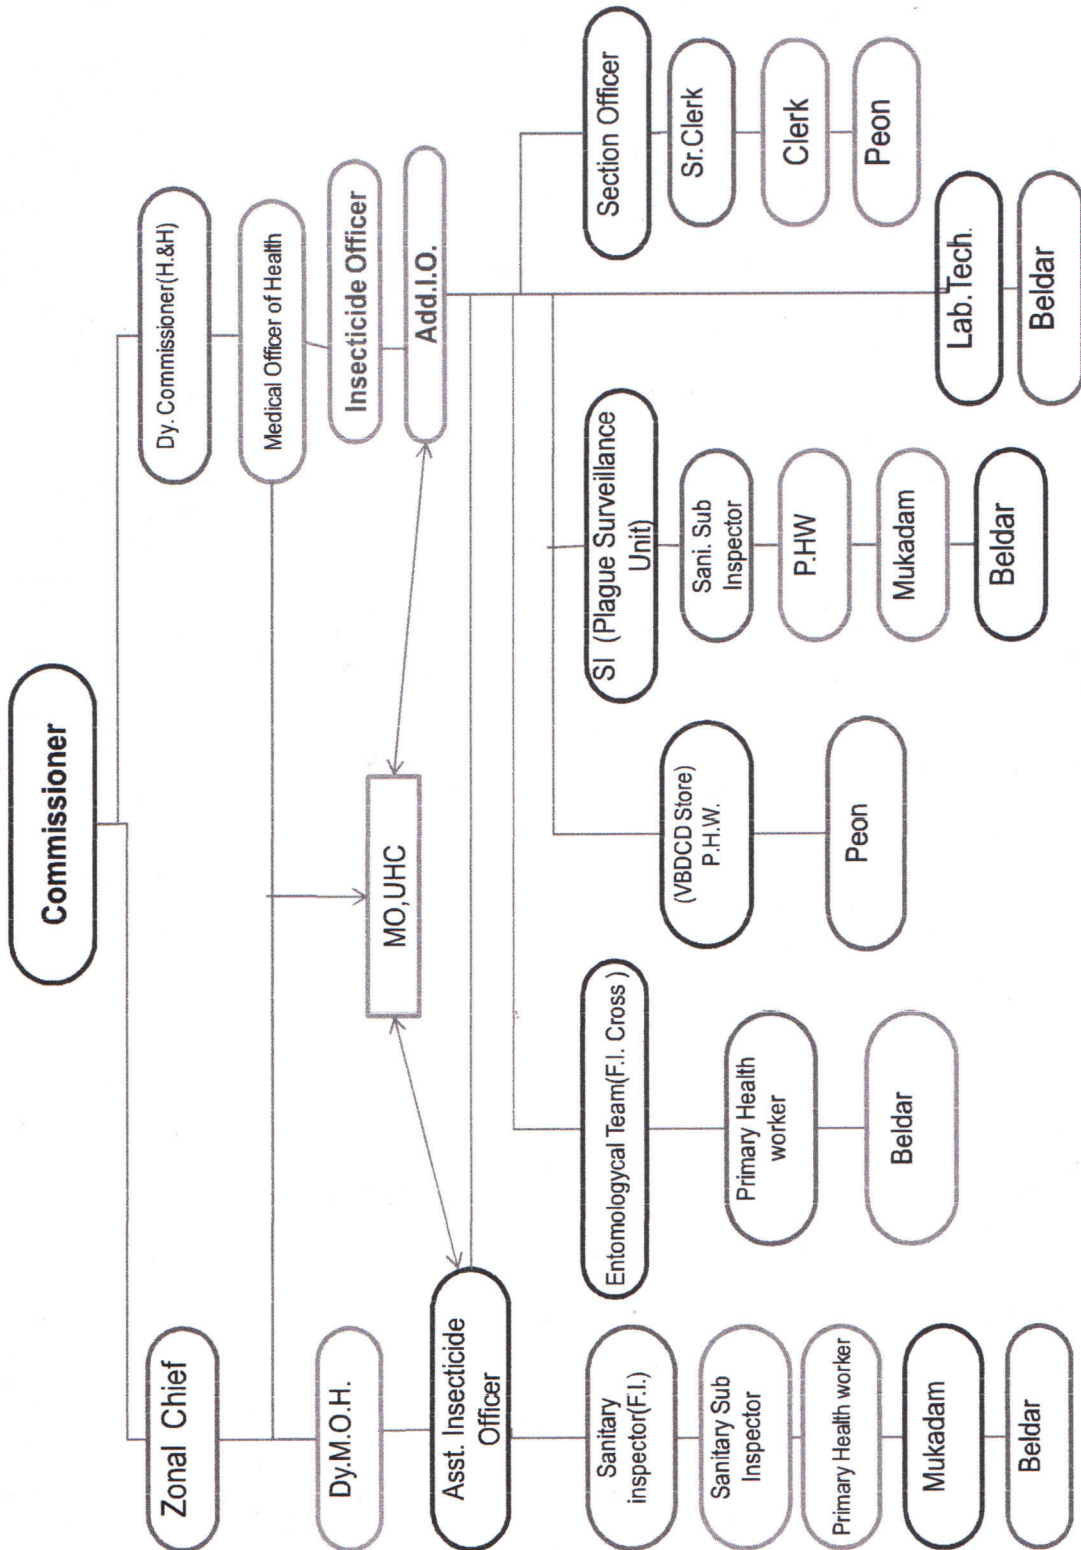 Commissioner
Zonal Chief
Dy. Commissioner(H.&H)
Dy.M.O.H.
Medical Officer of Health
Asst. Insecticide
Officer
MO,UHC
Insecticide Officer
Add.I.O.
Sanitary
inspector(F.I.)
Sanitary Sub
Inspector
Primary Health worker
Mukadam
Beldar
Entomologycal Team(F.I. Cross )
Primary Health
worker
Beldar
(VBDCD Store)
P.H.W.
Peon
SI (Plague Surveillance
Unit)
Sani. Sub
Inspector
P.HW
Mukadam
Beldar
Lab.Tech.
Beldar
Section Officer
Sr.Clerk
Clerk
Peon